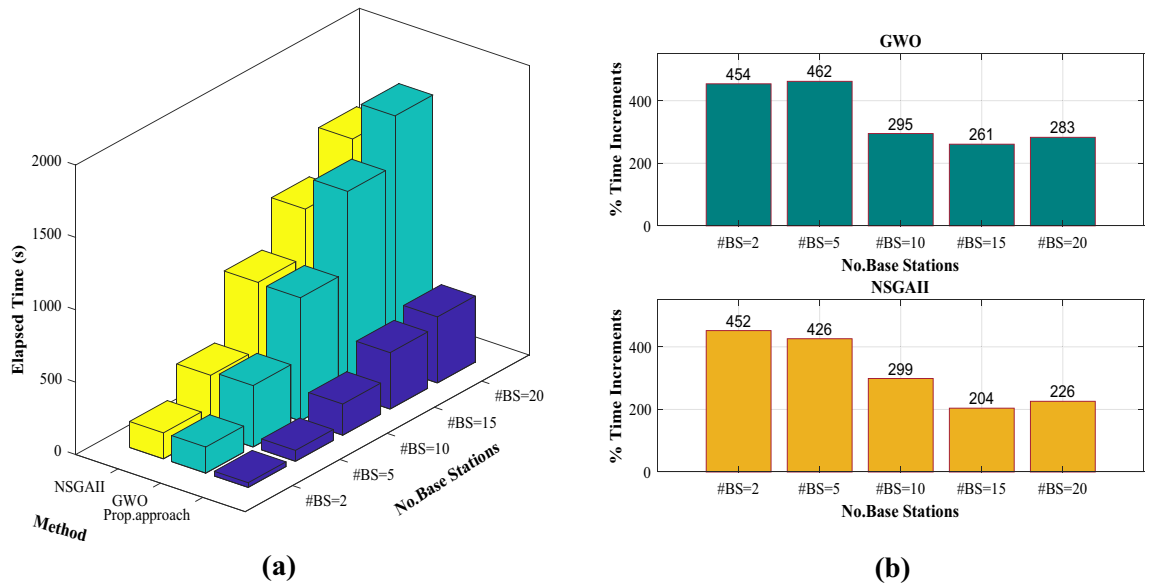 2000
1500
1000
500
0
Elapsed Time (s)
NSGAII
GWO
Prop.approach
Method
#BS=2
#BS=5
#BS=10
#BS=15
#BS=20
No.Base Stations
(a)
GWO
% Time Increments
400
200
0
454
462
295
261
283
#BS=2
#BS=5
#BS=10
#BS=15
#BS=20
No.Base Stations
NSGAII
% Time Increments
400
200
0
452
426
299
204
226
#BS=2
#BS=5
#BS=10
#BS=15
#BS=20
No.Base Stations
(b)